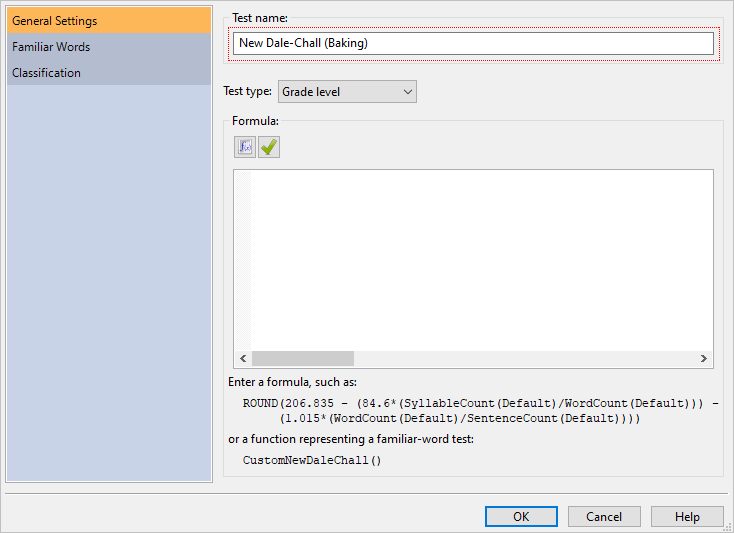 General Settings
Familiar Words
Classification
Test name:
New Dale-Chall (Baking)
Test type: Grade level
Formula:
f(x)
Enter a formula, such as:
ROUND(206.835 - (84.6*(SyllableCount(Default)/WordCount(Default))) -
(1.015*(WordCount(Default)/SentenceCount(Default))))
or a function representing a familiar-word test:
CustomNewDaleChall()
OK Cancel Help